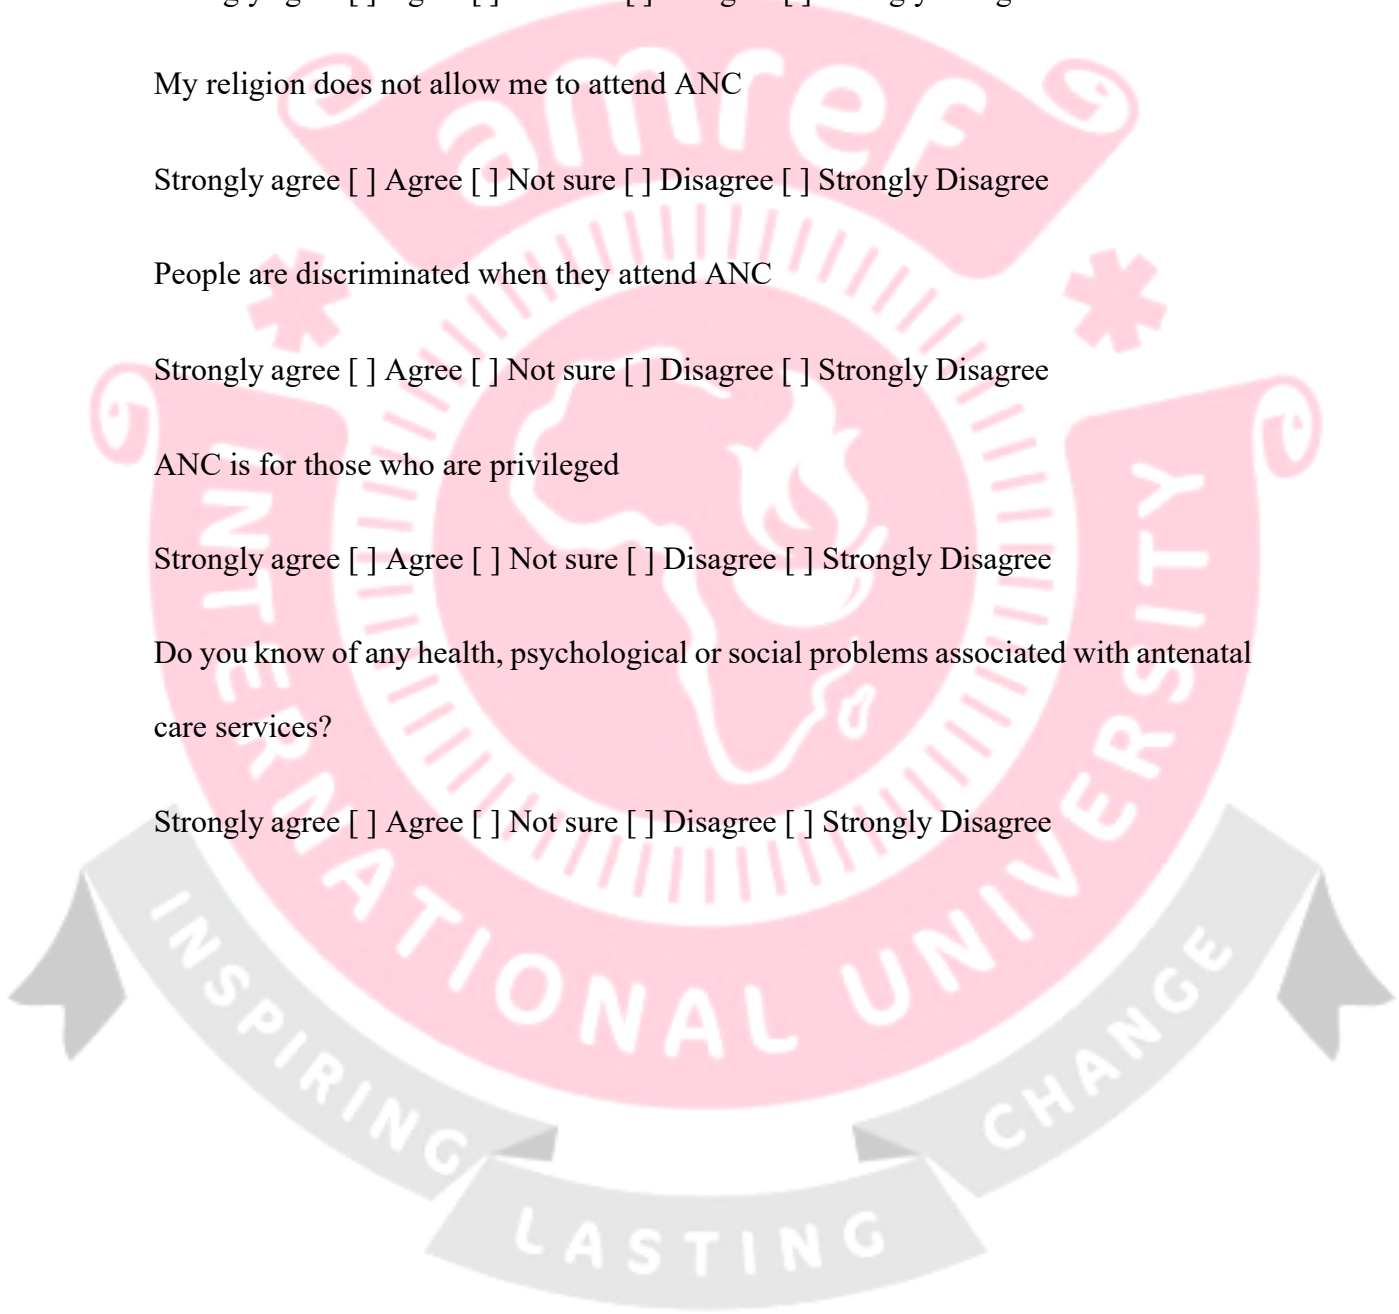 My religion does not allow me to attend ANC
Strongly agree [ ] Agree [ ] Not sure [ ] Disagree [ ] Strongly Disagree
People are discriminated when they attend ANC
Strongly agree [ ] Agree [ ] Not sure [ ] Disagree [ ] Strongly Disagree
ANC is for those who are privileged
Strongly agree [ ] Agree [ ] Not sure [ ] Disagree [ ] Strongly Disagree
Do you know of any health, psychological or social problems associated with antenatal
care services?
Strongly agree [ ] Agree [ ] Not sure [ ] Disagree [ ] Strongly Disagree
amref
INTERNATIONAL UNIVERSITY
INSPIRING
LASTING
CHANGE